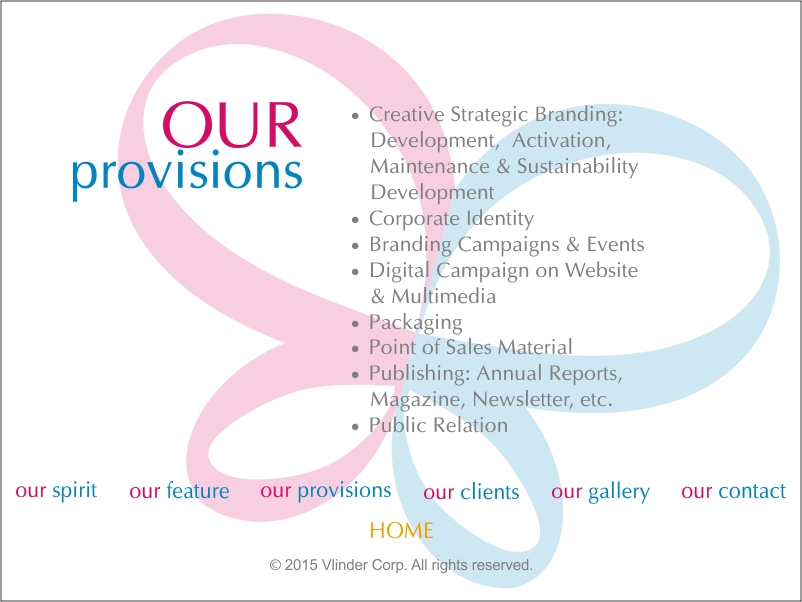 OUR
provisions
• Creative Strategic Branding:
Development,  Activation,
Maintenance & Sustainability
Development
• Corporate Identity
• Branding Campaigns & Events
• Digital Campaign on Website
& Multimedia
• Packaging
• Point of Sales Material
• Publishing: Annual Reports,
Magazine, Newsletter, etc.
• Public Relation
our spirit our feature our provisions our clients our gallery our contact
HOME
© 2015 Vlinder Corp. All rights reserved.